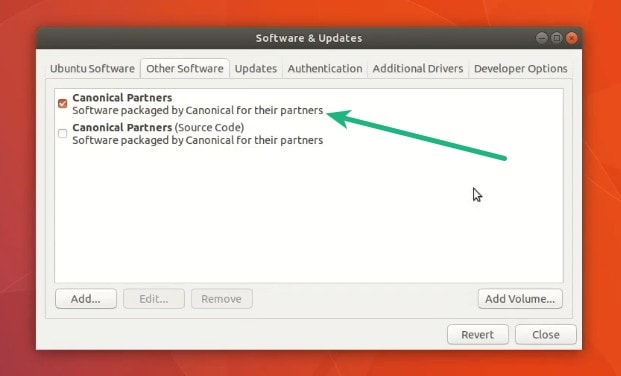 Software & Updates
Ubuntu Software Other Software Updates Authentication Additional Drivers Developer Options
Canonical Partners
Software packaged by Canonical for their partners
Canonical Partners (Source Code)
Software packaged by Canonical for their partners
Add... Edit... Remove Add Volume...
Revert Close